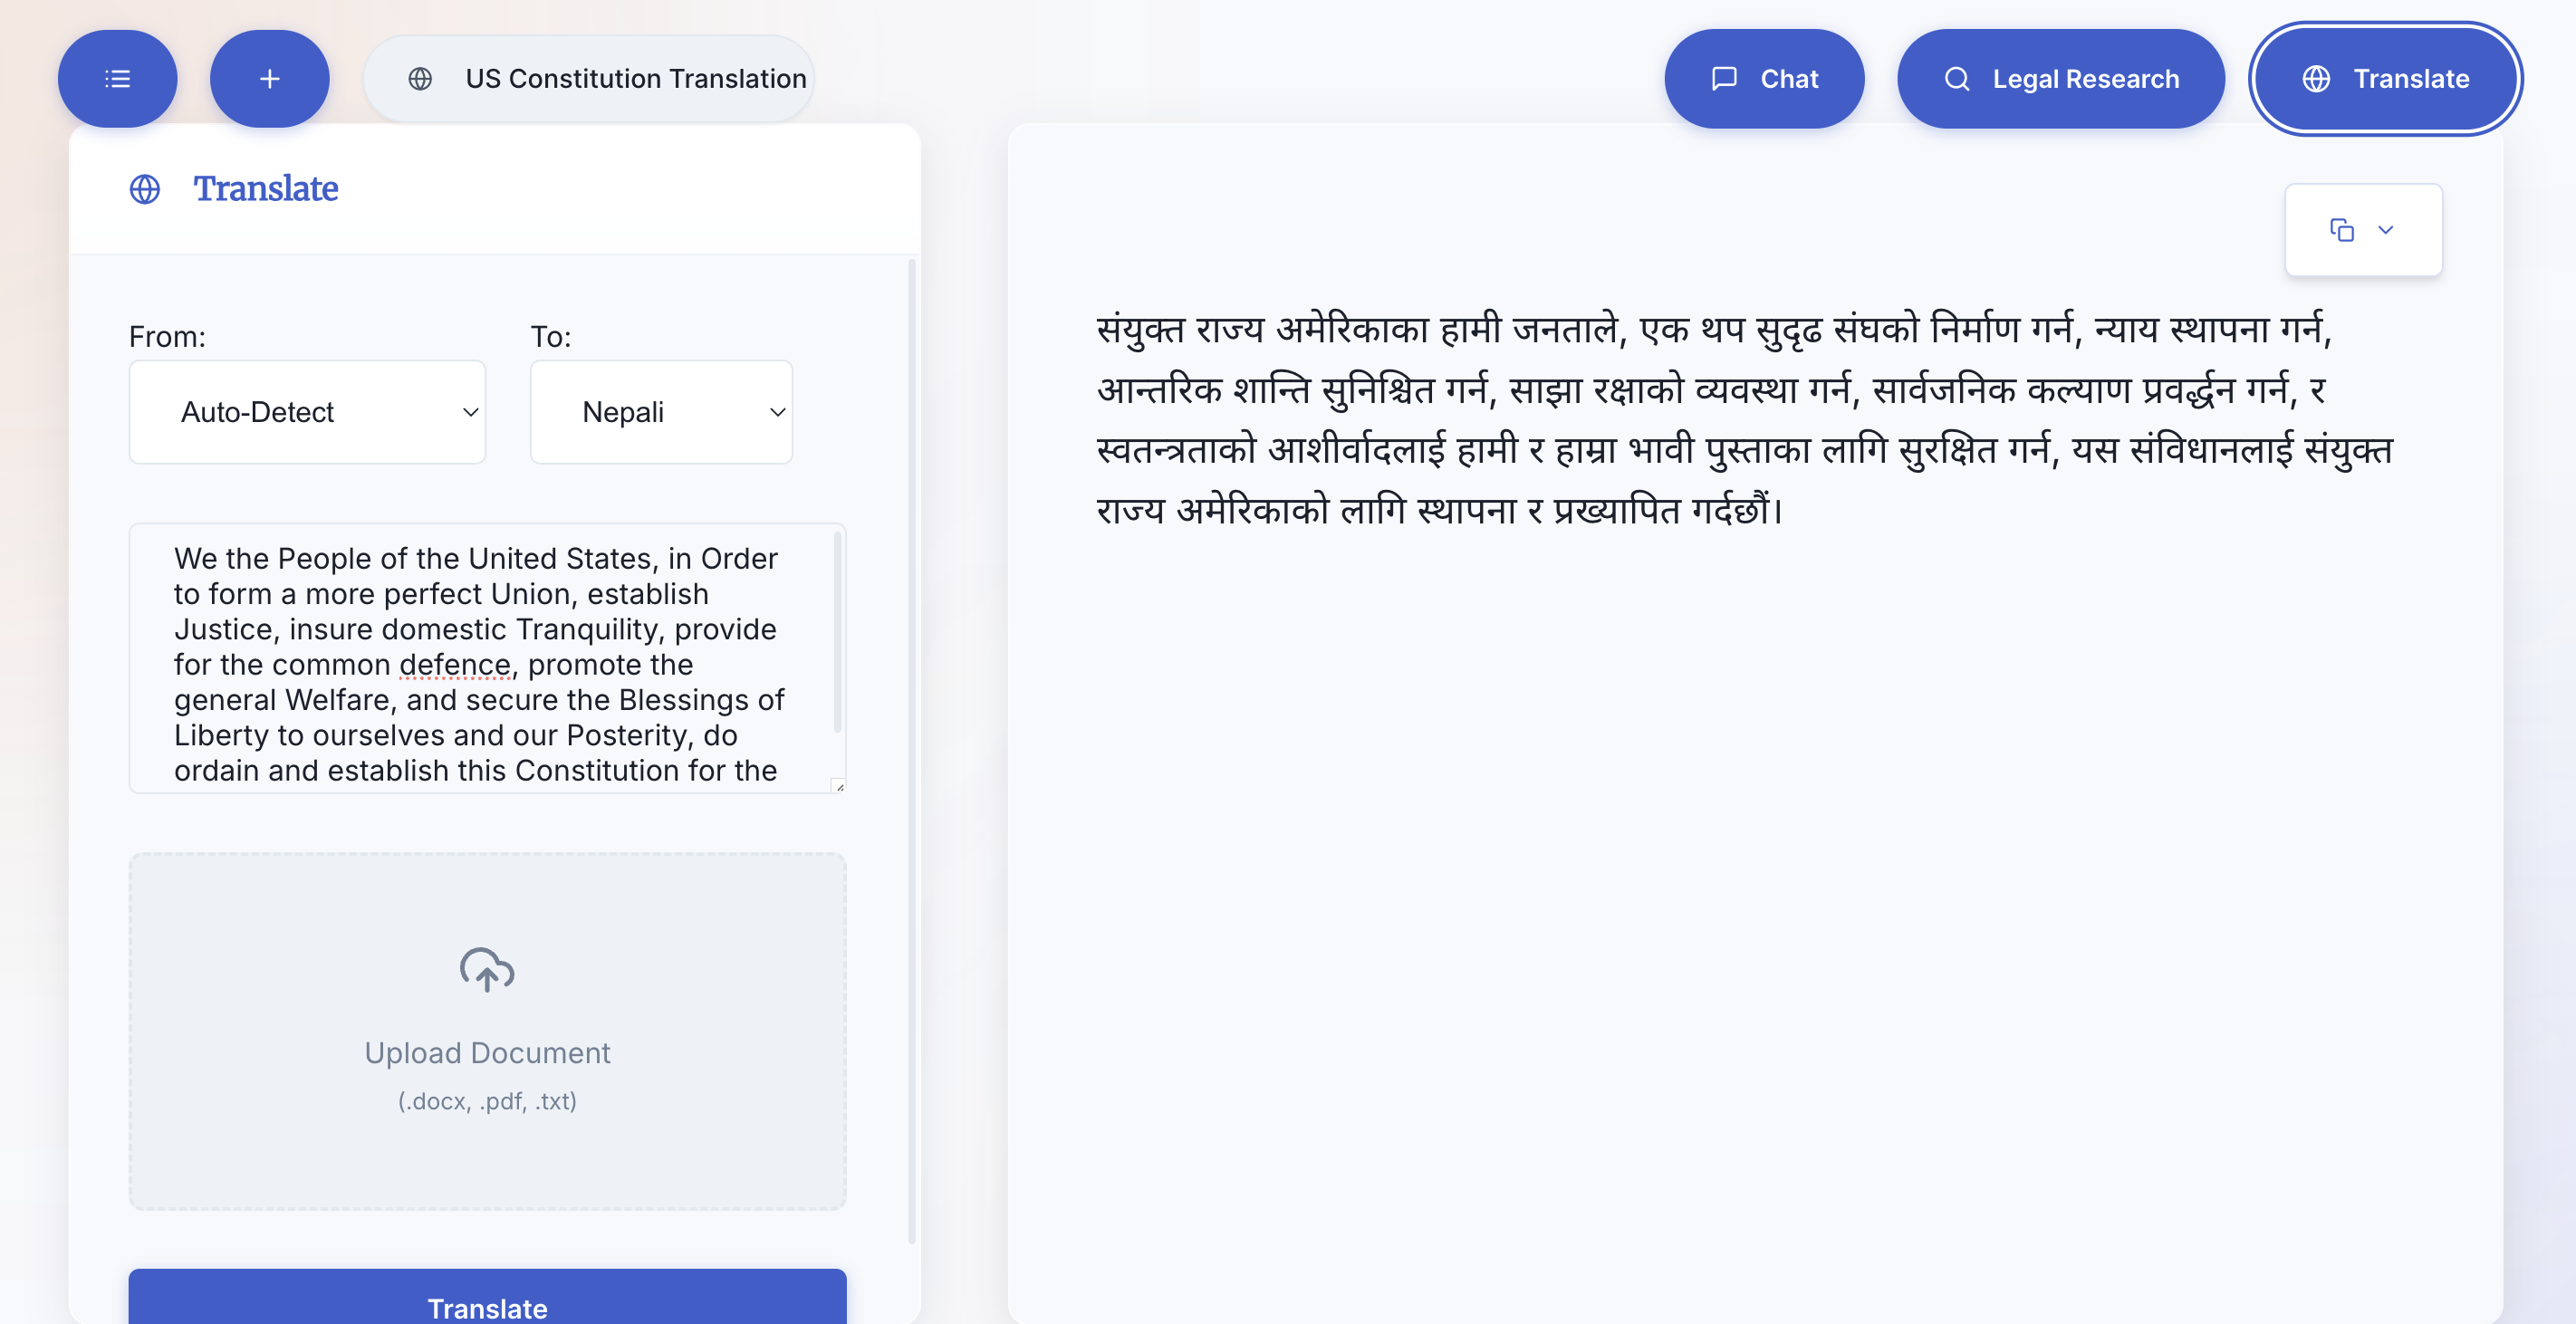 US Constitution Translation
Chat
Legal Research
Translate
Translate
From:
To:
Auto-Detect
Nepali
We the People of the United States, in Order
to form a more perfect Union, establish
Justice, insure domestic Tranquility, provide
for the common defence, promote the
general Welfare, and secure the Blessings of
Liberty to ourselves and our Posterity, do
ordain and establish this Constitution for the
Upload Document
(.docx, .pdf, .txt)
Translate
संयुक्त राज्य अमेरिकाका हामी जनताले, एक थप सुदृढ संघको निर्माण गर्न, न्याय स्थापना गर्न,
आन्तरिक शान्ति सुनिश्चित गर्न, साझा रक्षाको व्यवस्था गर्न, सार्वजनिक कल्याण प्रवर्द्धन गर्न, र
स्वतन्त्रताको आशीर्वादलाई हामी र हाम्रा भावी पुस्ताका लागि सुरक्षित गर्न, यस संविधानलाई संयुक्त
राज्य अमेरिकाको लागि स्थापना र प्रख्यापित गर्दछौं।